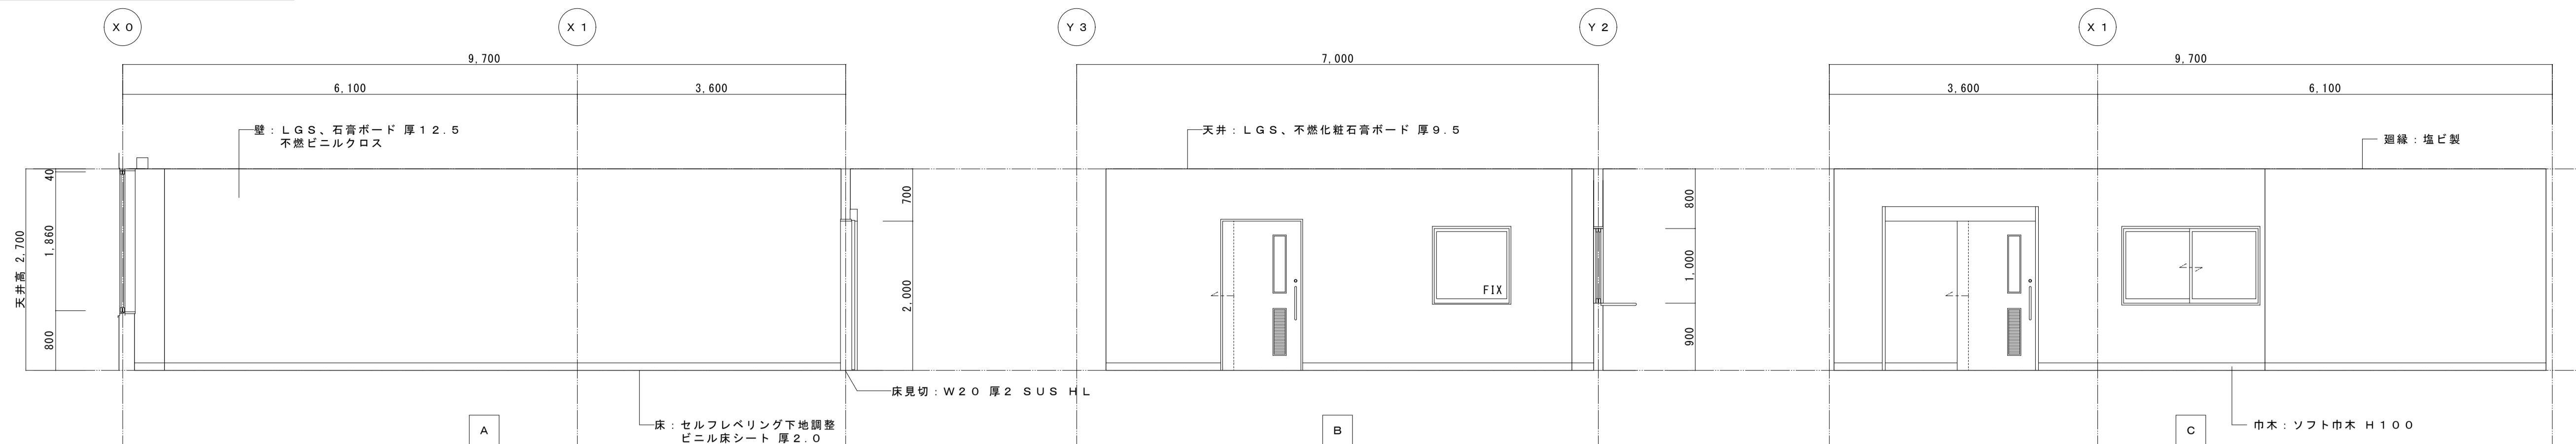 X0
X1
Y3
Y2
X1
9,700
7,000
9,700
6,100
3,600
3,600
6,100
壁：LGS、石膏ボード 厚12.5
不燃ビニルクロス
天井：LGS、不燃化粧石膏ボード 厚9.5
廻縁：塩ビ製
天井高 2,700
40
1,860
800
700
2,000
FIX
800
1,000
900
床見切：W20 厚2 SUS HL
床：セルフレベリング下地調整
ビニル床シート 厚2.0
巾木：ソフト巾木 H100
A
B
C